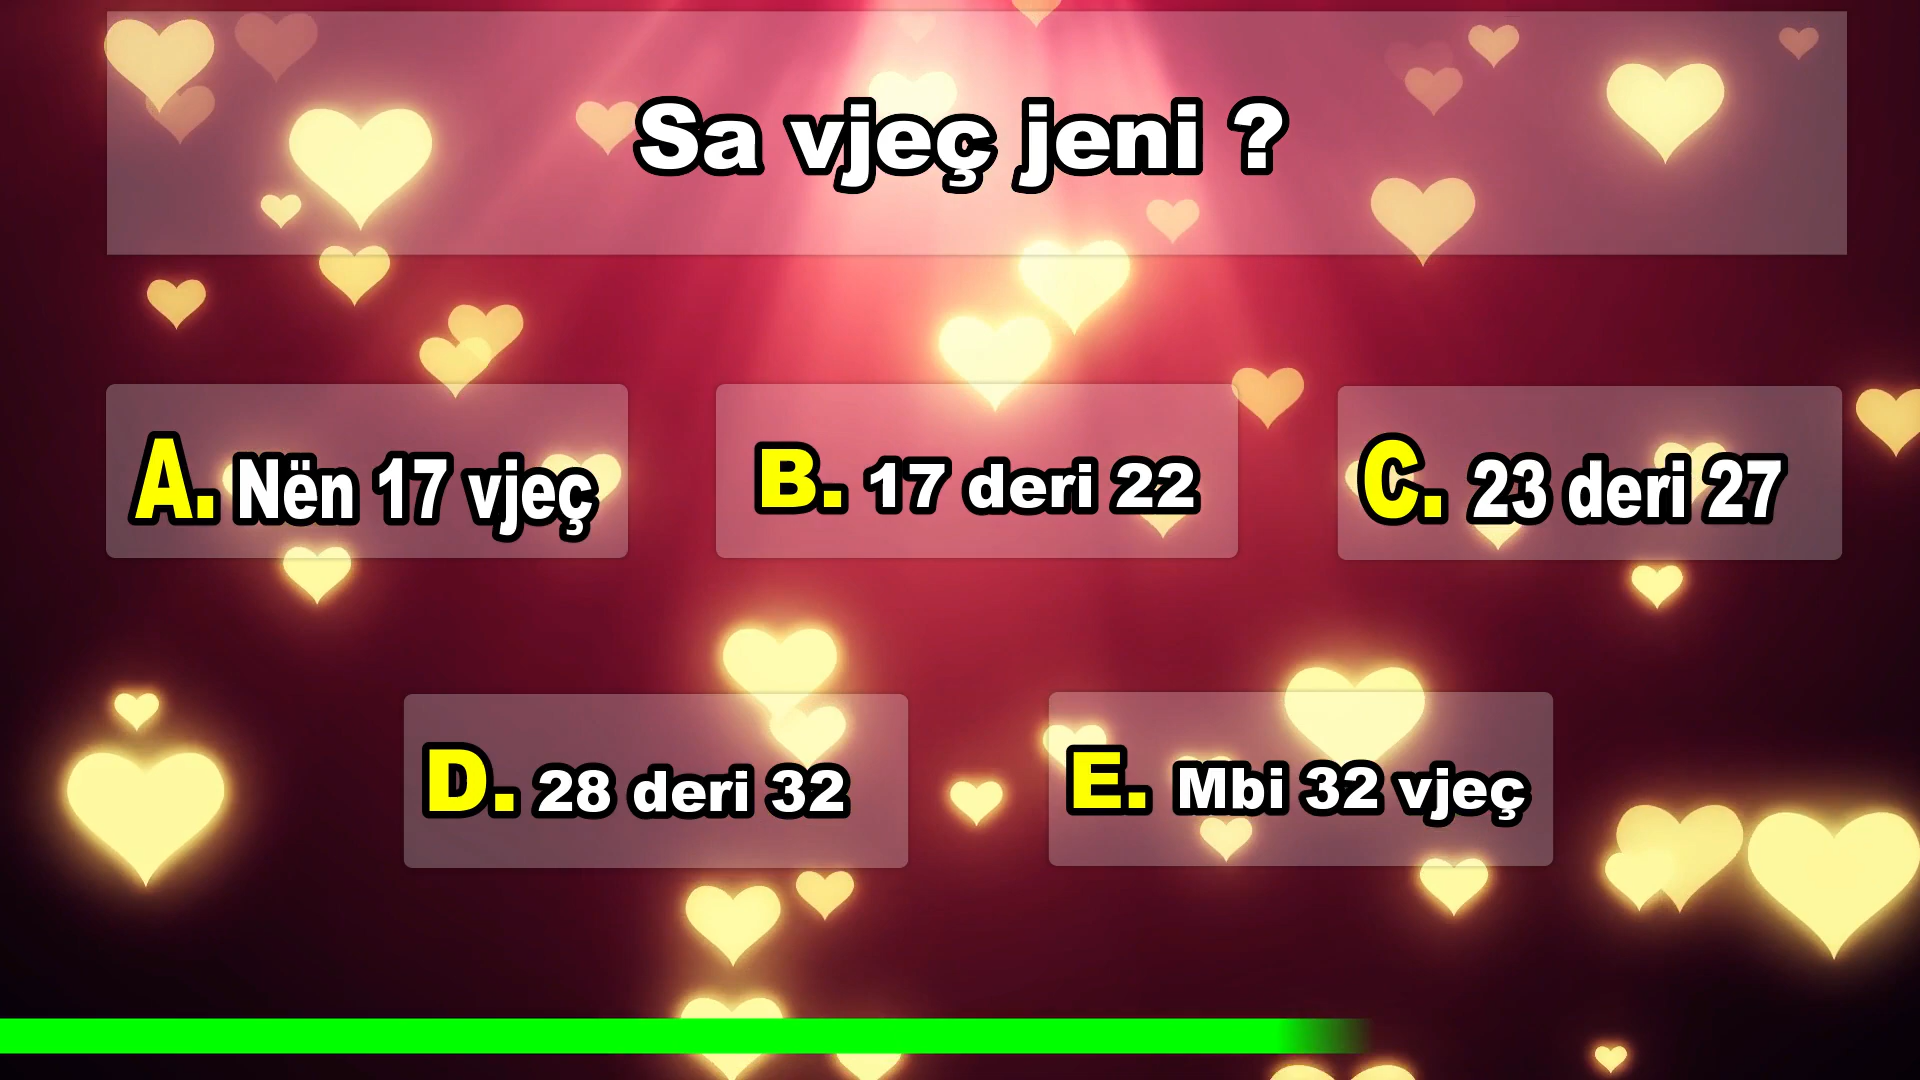 Sa vjeç jeni ?
A. Nën 17 vjeç
B. 17 deri 22
C. 23 deri 27
D. 28 deri 32
E. Mbi 32 vjeç